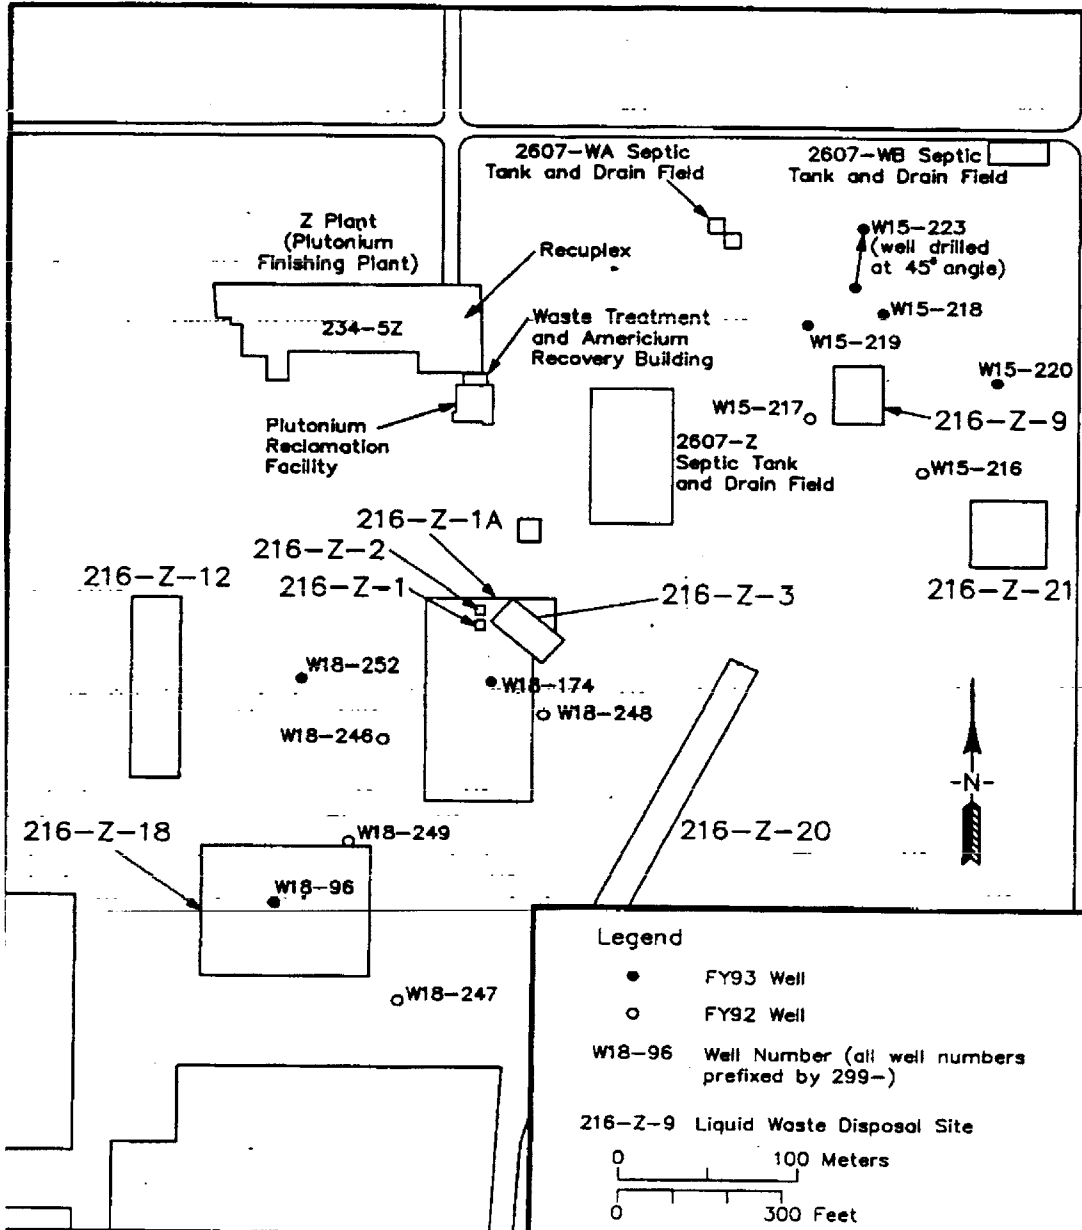 2607-WA Septic
Tank and Drain Field
2607-WB Septic
Tank and Drain Field
Z Plant
(Plutonium
Finishing Plant)
Recuplex
W15-223
(well drilled
at 45° angle)
234-5Z
Waste Treatment
and Americium
Recovery Building
W15-218
W15-219
W15-220
W15-217
216-Z-9
Plutonium
Reclamation
Facility
2607-Z
Septic Tank
and Drain Field
W15-216
216-Z-1A
216-Z-2
216-Z-1
216-Z-12
216-Z-3
216-Z-21
W18-252
W18-174
W18-248
W18-246
-N-
216-Z-18
W18-249
216-Z-20
W18-96
W18-247
Legend
FY93 Well
FY92 Well
W18-96 Well Number (all well numbers
prefixed by 299-)
216-Z-9 Liquid Waste Disposal Site
0 100 Meters
0 300 Feet